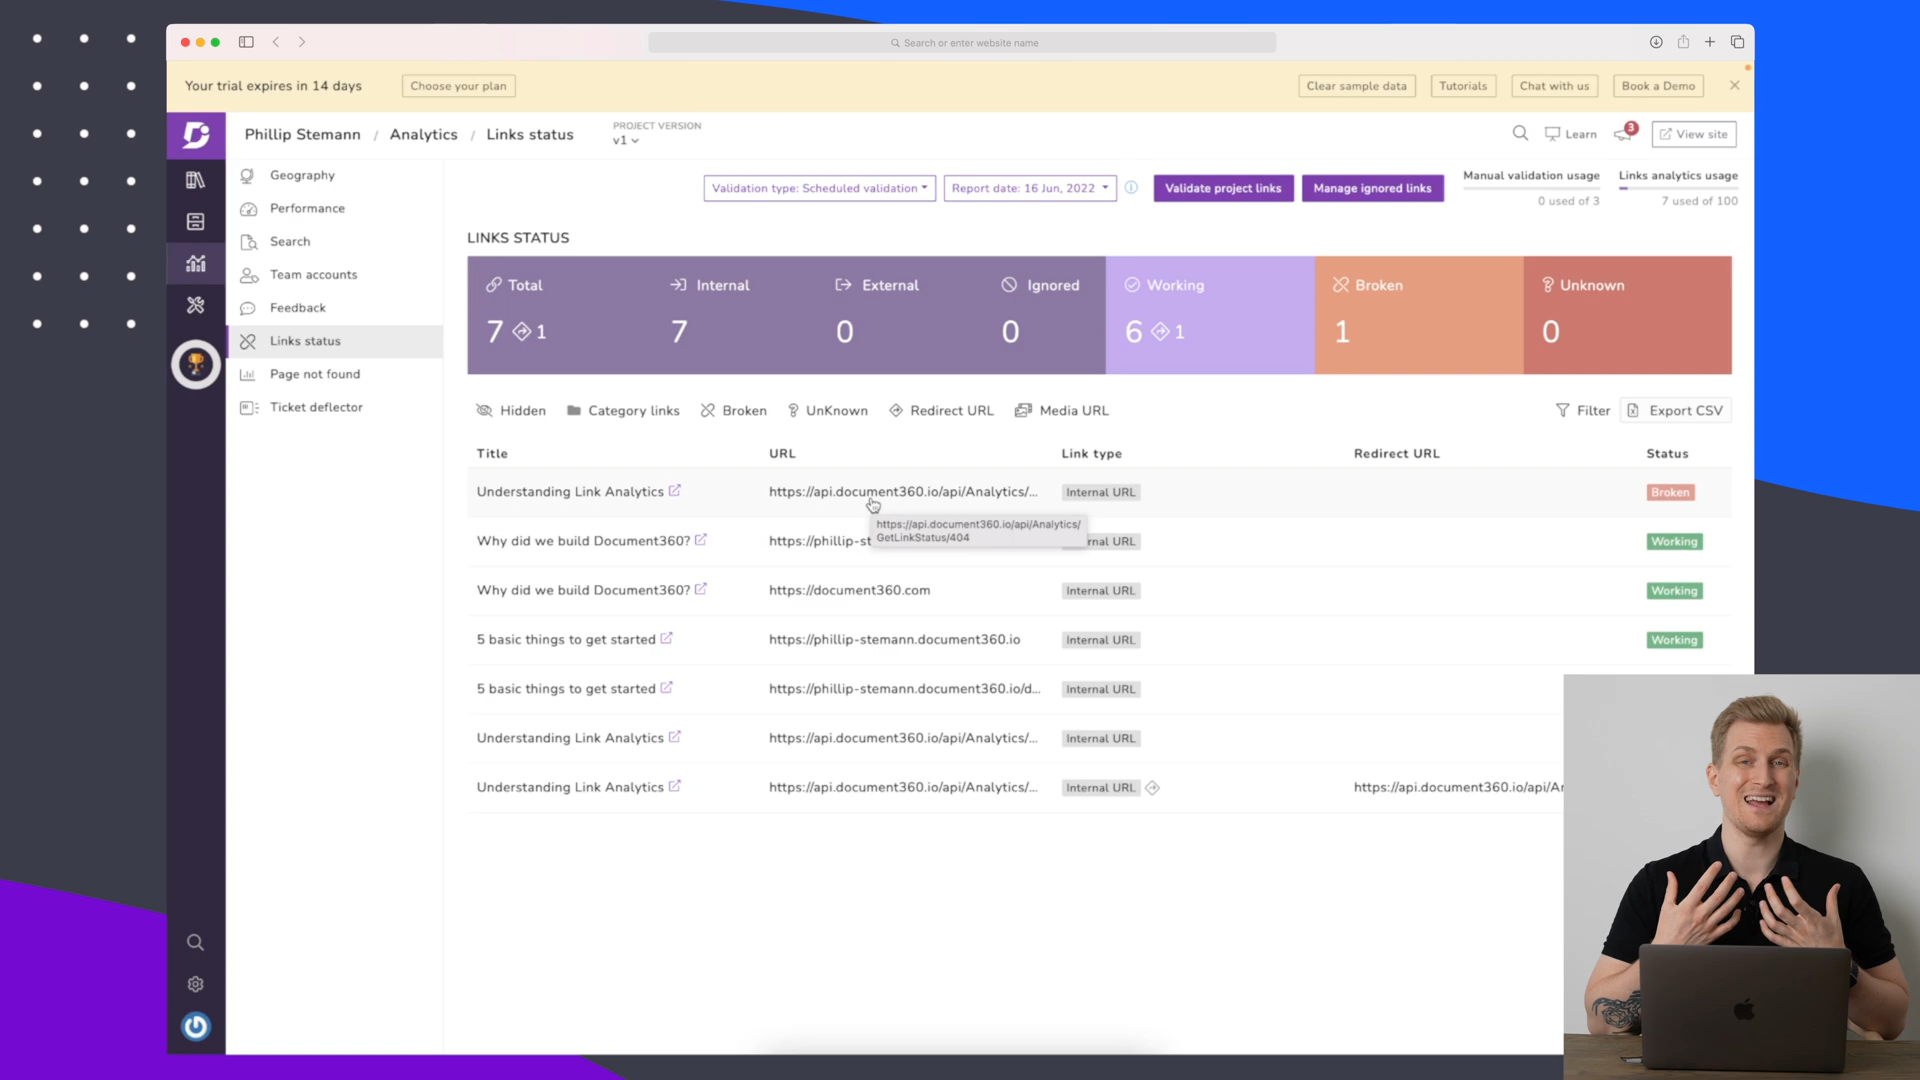 Search or enter website name
Your trial expires in 14 days
Choose your plan
Clear sample data
Tutorials
Chat with us
Book a Demo
Phillip Stemann / Analytics / Links status
PROJECT VERSION
v1
Learn
3
View site
Geography
Performance
Search
Team accounts
Feedback
Links status
Page not found
Ticket deflector
Validation type: Scheduled validation
Report date: 16 Jun, 2022
Validate project links
Manage ignored links
Manual validation usage
0 used of 3
Links analytics usage
7 used of 100
LINKS STATUS
Total
7 1
Internal
7
External
0
Ignored
0
Working
6 1
Broken
1
Unknown
0
Hidden
Category links
Broken
UnKnown
Redirect URL
Media URL
Filter
Export CSV
Title URL Link type Redirect URL Status
Understanding Link Analytics https://api.document360.io/api/Analytics/... Internal URL Broken
https://api.document360.io/api/Analytics/
GetLinkStatus/404
Why did we build Document360? https://phillip-st rnal URL Working
Why did we build Document360? https://document360.com Internal URL Working
5 basic things to get started https://phillip-stemann.document360.io Internal URL Working
5 basic things to get started https://phillip-stemann.document360.io/d... Internal URL
Understanding Link Analytics https://api.document360.io/api/Analytics/... Internal URL
Understanding Link Analytics https://api.document360.io/api/Analytics/... Internal URL https://api.document360.io/api/Ar